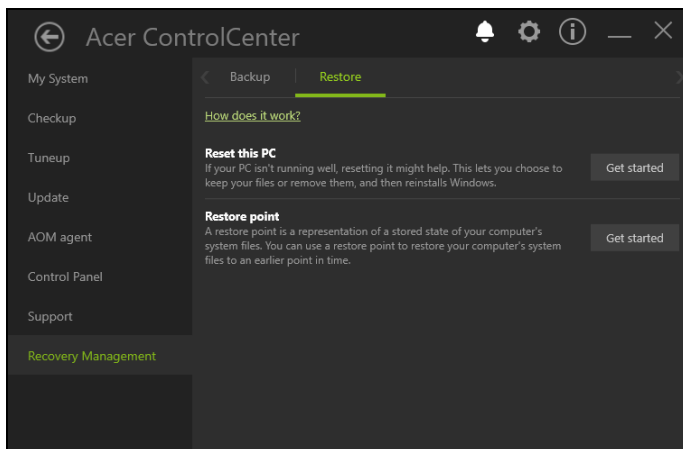 Acer ControlCenter
My System
Checkup
Tuneup
Update
AOM agent
Control Panel
Support
Recovery Management
Backup
Restore
How does it work?
Reset this PC
If your PC isn't running well, resetting it might help. This lets you choose to
keep your files or remove them, and then reinstalls Windows.
Get started
Restore point
A restore point is a representation of a stored state of your computer's
system files. You can use a restore point to restore your computer's system
files to an earlier point in time.
Get started